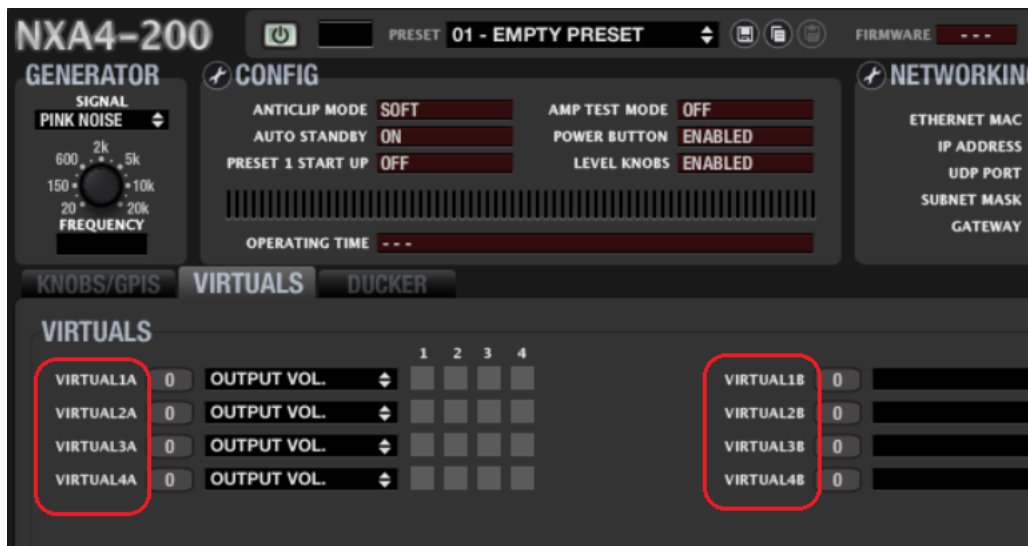 NXA4-200 PRESET 01 - EMPTY PRESET FIRMWARE - - -
GENERATOR
SIGNAL
PINK NOISE
2k
600 5k
150 10k
20 20k
FREQUENCY
CONFIG
ANTICLIP MODE SOFT AMP TEST MODE OFF
AUTO STANDBY ON POWER BUTTON ENABLED
PRESET 1 START UP OFF LEVEL KNOBS ENABLED
OPERATING TIME - - -
NETWORKING
ETHERNET MAC
IP ADDRESS
UDP PORT
SUBNET MASK
GATEWAY
KNOBS/GPIS VIRTUALS DUCKER
VIRTUALS
1 2 3 4
VIRTUAL1A 0 OUTPUT VOL. VIRTUAL1B 0
VIRTUAL2A 0 OUTPUT VOL. VIRTUAL2B 0
VIRTUAL3A 0 OUTPUT VOL. VIRTUAL3B 0
VIRTUAL4A 0 OUTPUT VOL. VIRTUAL4B 0